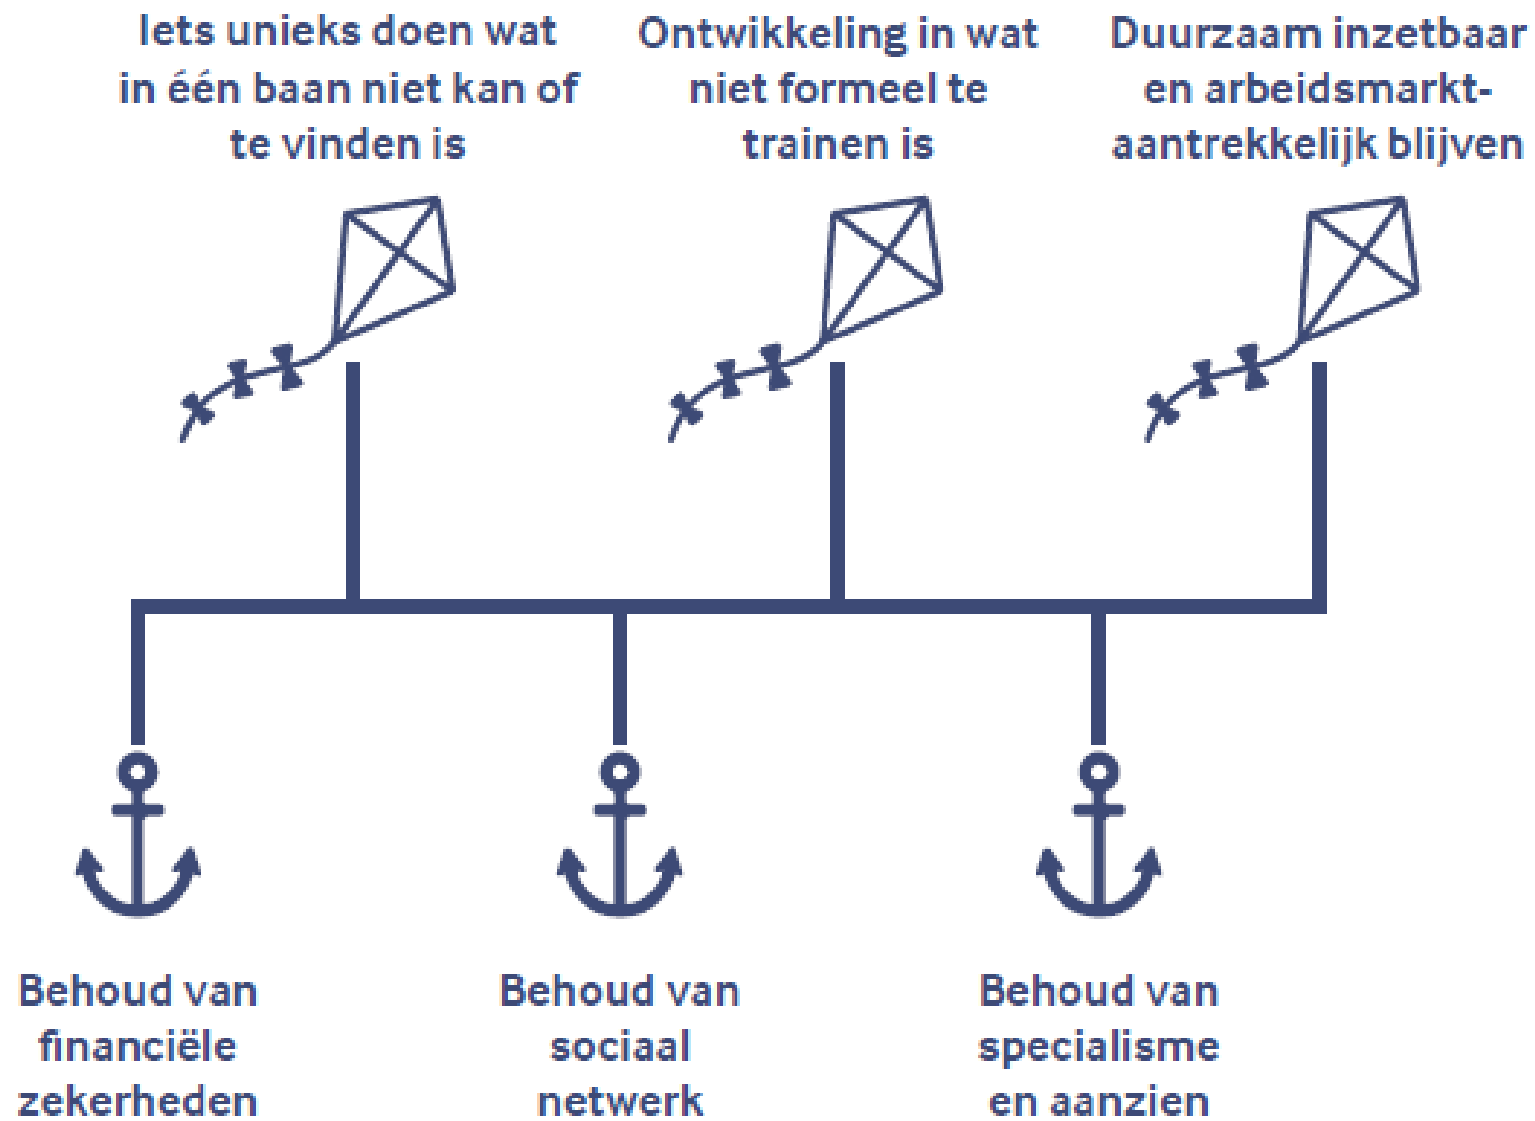 Iets unieks doen wat
in één baan niet kan of
te vinden is
Ontwikkeling in wat
niet formeel te
trainen is
Duurzaam inzetbaar
en arbeidsmarkt-
aantrekkelijk blijven
Behoud van
financiële
zekerheden
Behoud van
sociaal
netwerk
Behoud van
specialisme
en aanzien